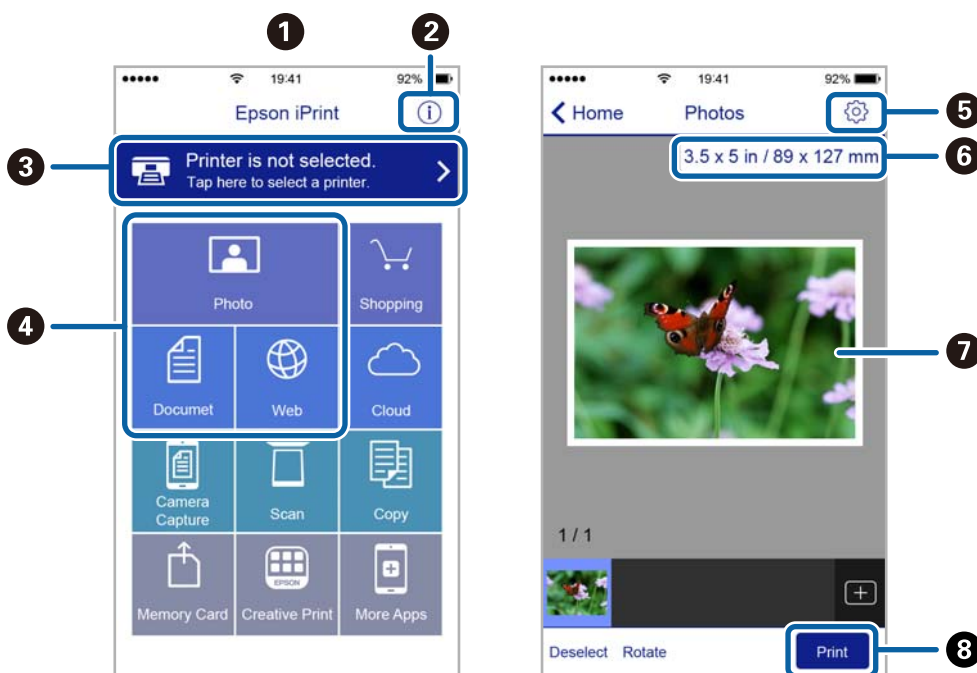 1
2
19:41
92%
Epson iPrint
3
Printer is not selected.
Tap here to select a printer.
4
Photo
Shopping
Documet
Web
Cloud
Camera
Capture
Scan
Copy
EPSON
Memory Card
Creative Print
More Apps
19:41
92%
Home
Photos
5
3.5 x 5 in / 89 x 127 mm
6
7
1 / 1
Deselect
Rotate
Print
8